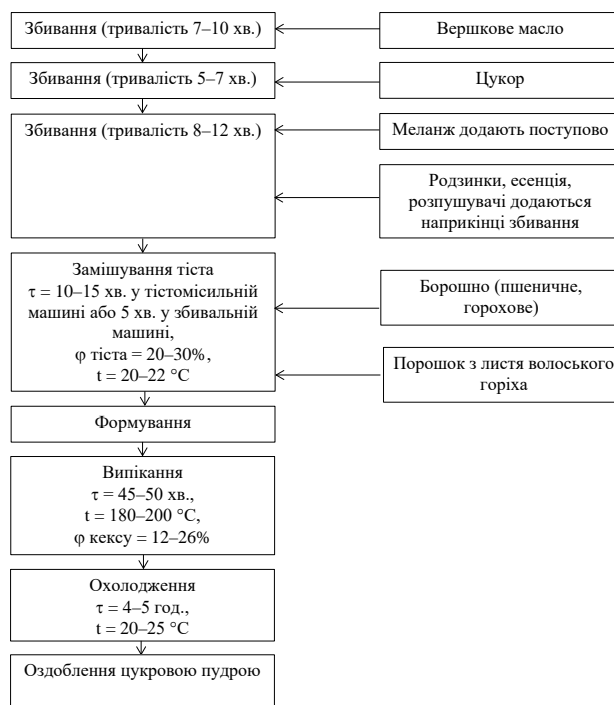 Збивання (тривалість 7–10 хв.)
Вершкове масло
Збивання (тривалість 5–7 хв.)
Цукор
Збивання (тривалість 8–12 хв.)
Меланж додають поступово
Родзинки, есенція,
розпушувачі додаються
наприкінці збивання
Замішування тіста
τ = 10–15 хв. у тістомісильній
машині або 5 хв. у збивальній
машині,
φ тіста = 20–30%,
t = 20–22 °С
Борошно (пшеничне,
горохове)
Порошок з листя волоського
горіха
Формування
Випікання
τ = 45–50 хв.,
t = 180–200 °С,
φ кексу = 12–26%
Охолодження
τ = 4–5 год.,
t = 20–25 °С
Оздоблення цукровою пудрою